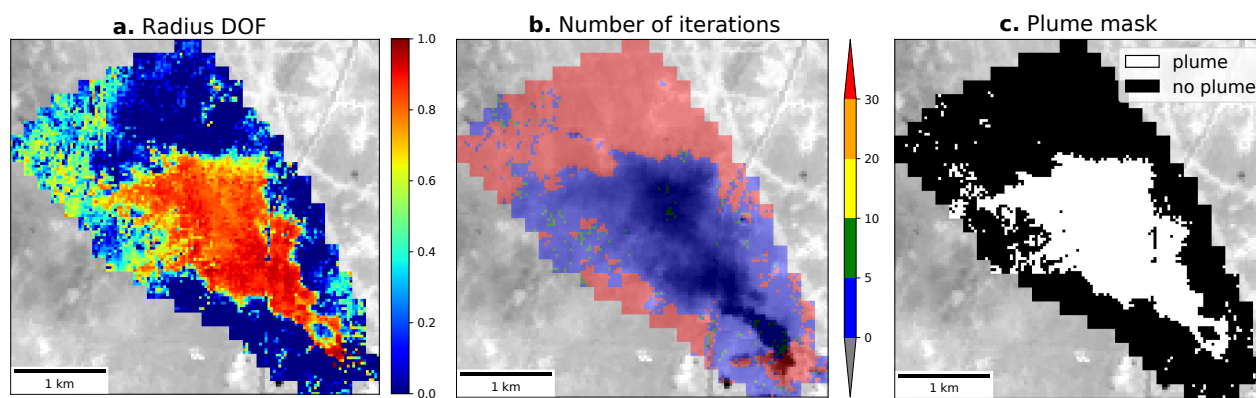 a. Radius DOF
1.0
0.8
0.6
0.4
0.2
0.0
1 km
b. Number of iterations
30
20
10
5
0
1 km
c. Plume mask
plume
no plume
1 km